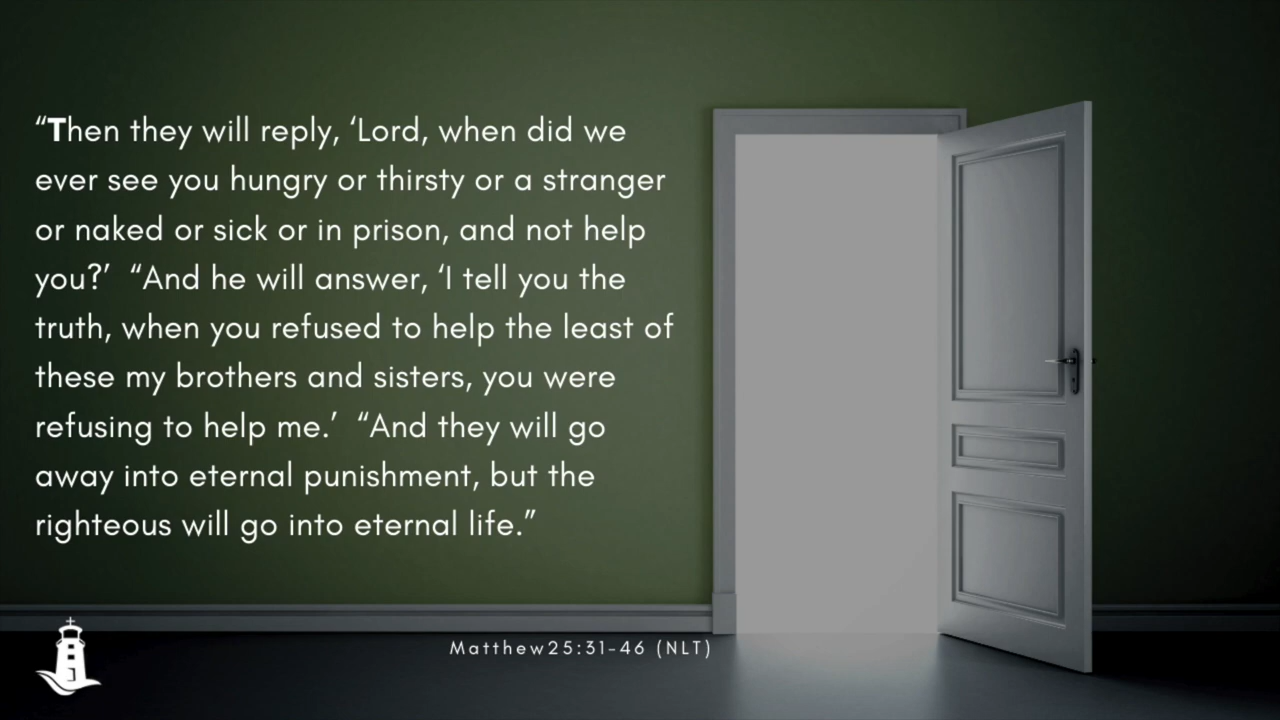 “Then they will reply, ‘Lord, when did we
ever see you hungry or thirsty or a stranger
or naked or sick or in prison, and not help
you?’  “And he will answer, ‘I tell you the
truth, when you refused to help the least of
these my brothers and sisters, you were
refusing to help me.’  “And they will go
away into eternal punishment, but the
righteous will go into eternal life.”
Matthew25:31-46 (NLT)